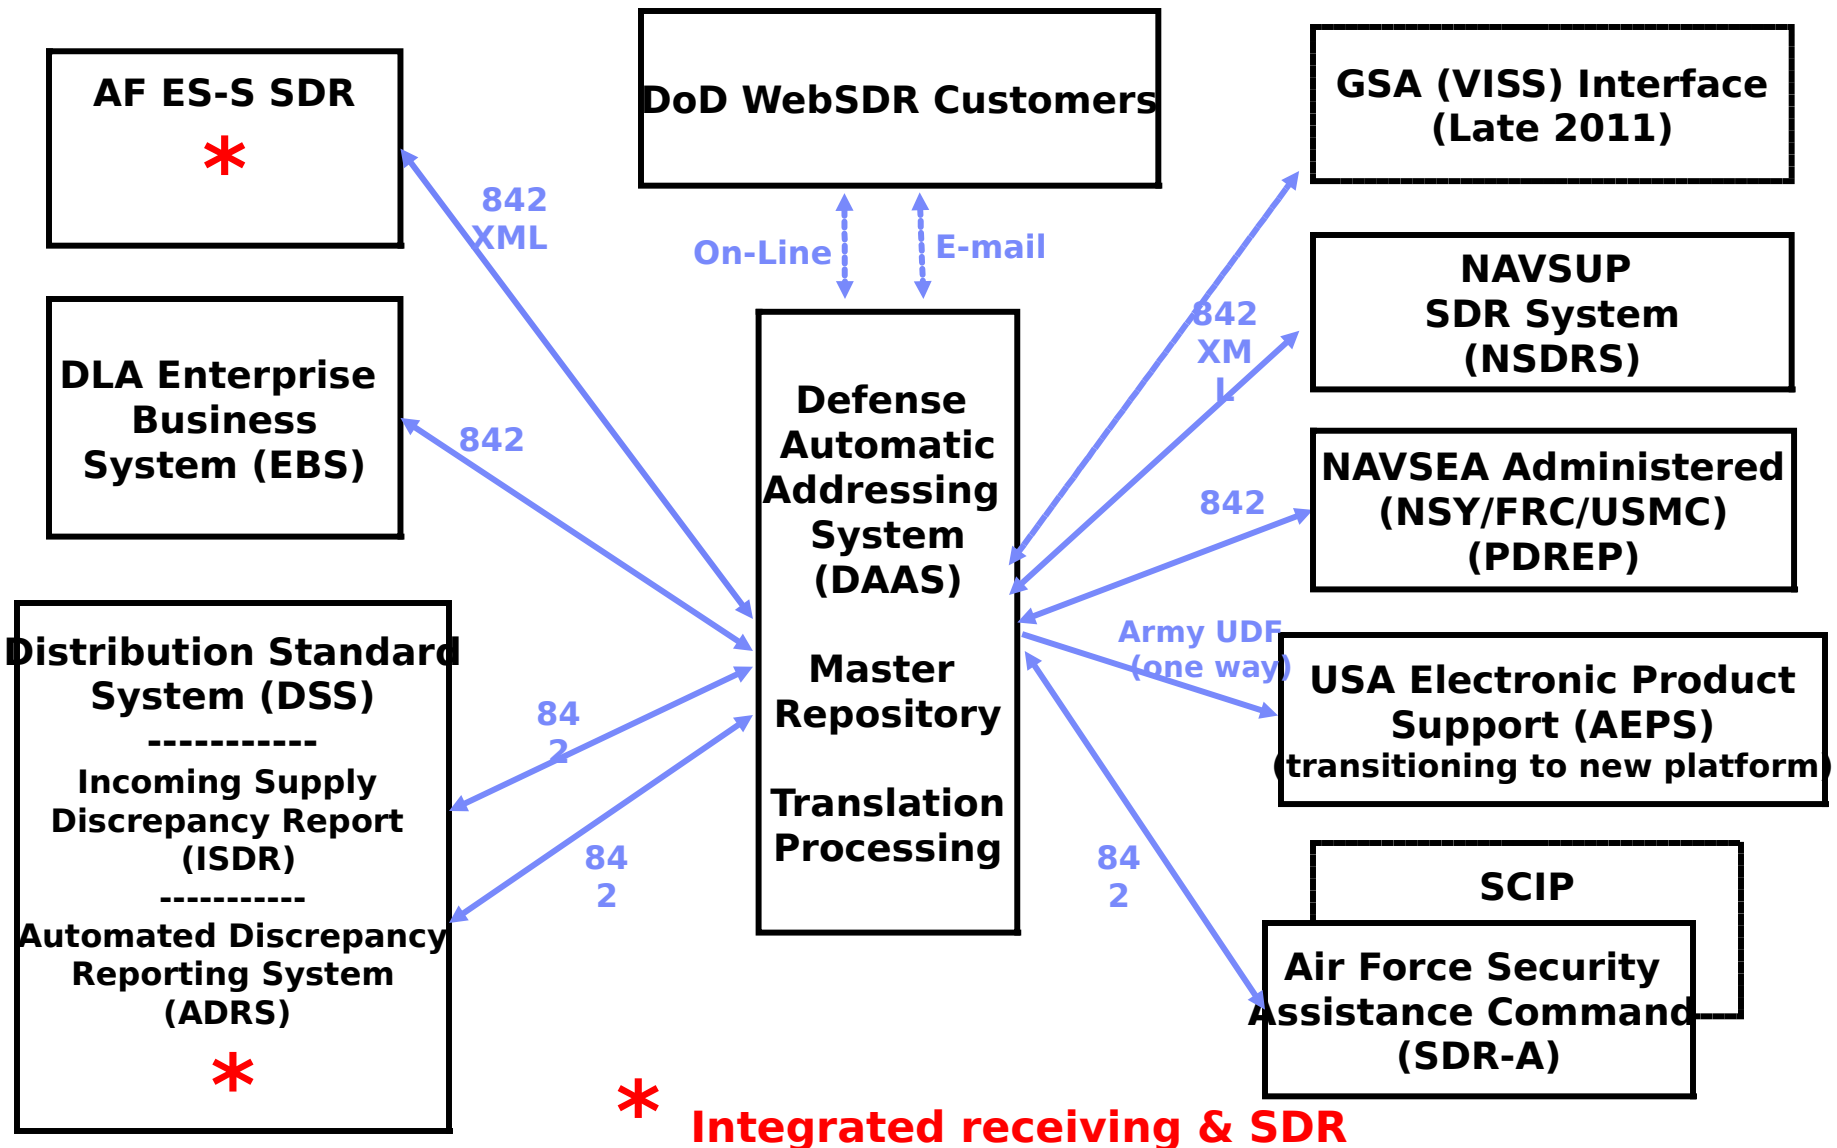 AF ES-S SDR
*
DoD WebSDR Customers
GSA (VISS) Interface
(Late 2011)
842
XML
On-Line
E-mail
NAVSUP
SDR System
(NSDRS)
842
XM
L
DLA Enterprise
Business
System (EBS)
842
Defense
Automatic
Addressing
System
(DAAS)
Master
Repository
Translation
Processing
NAVSEA Administered
(NSY/FRC/USMC)
(PDREP)
842
Army UDF
(one way)
USA Electronic Product
Support (AEPS)
(transitioning to new platform)
Distribution Standard
System (DSS)
-----------
Incoming Supply
Discrepancy Report
(ISDR)
-----------
Automated Discrepancy
Reporting System
(ADRS)
*
84
2
84
2
84
2
SCIP
Air Force Security
Assistance Command
(SDR-A)
* Integrated receiving & SDR